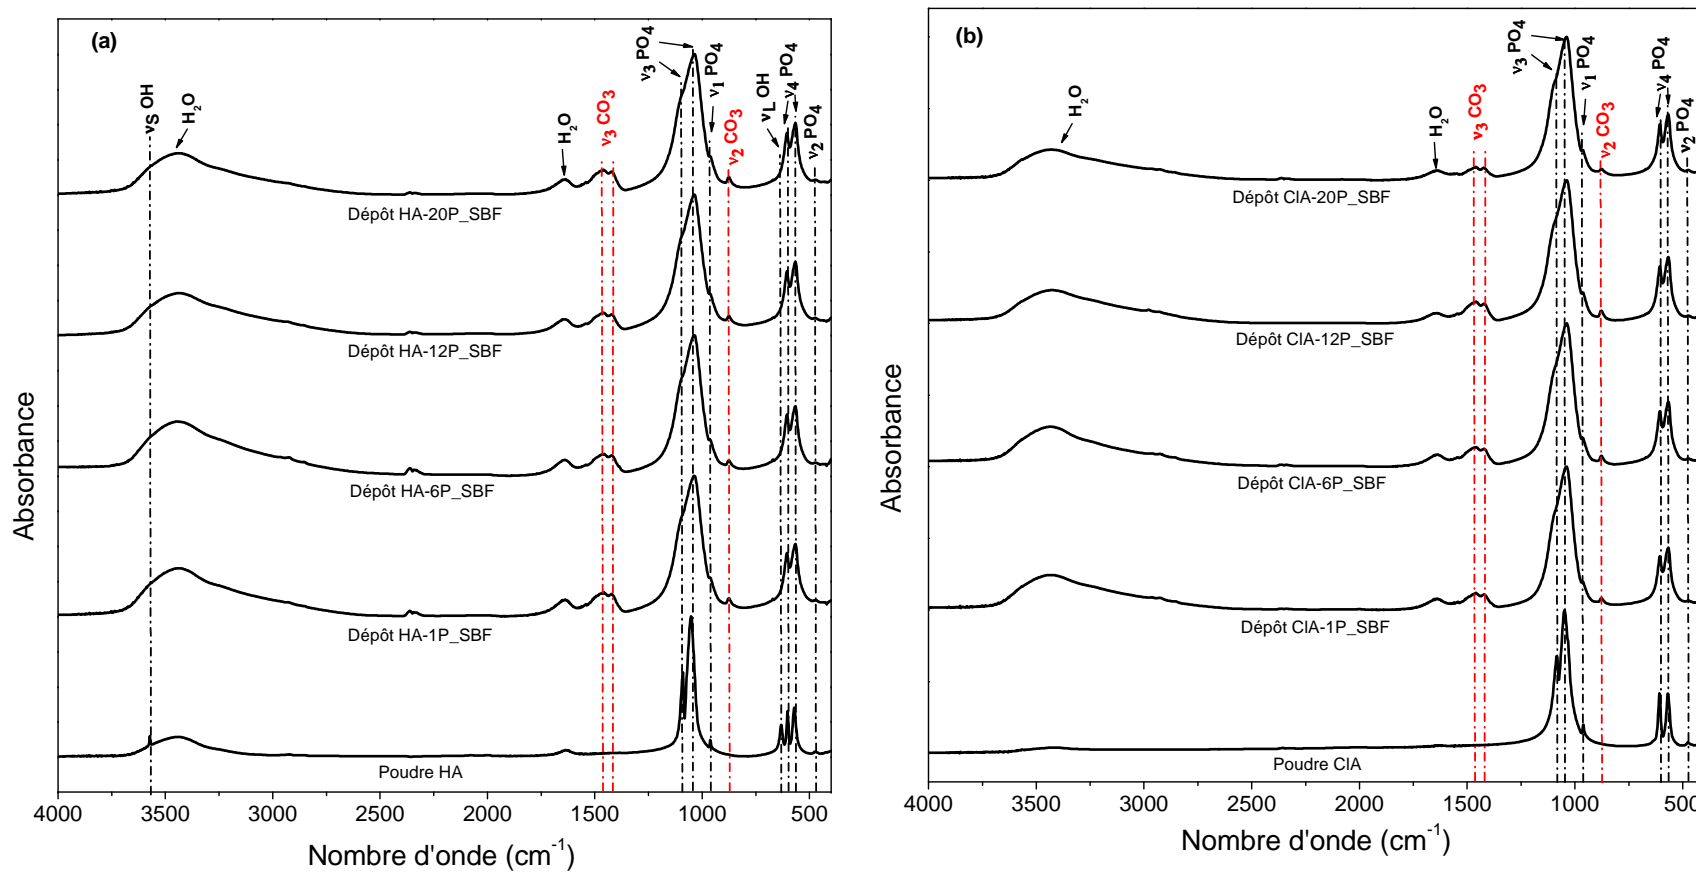 (a)
ν_S OH
H₂O
H₂O
ν₃ CO₃
ν₃ PO₄
ν₁ PO₄
ν₂ CO₃
ν_L OH
ν₄ PO₄
ν₂ PO₄
Dépôt HA-20P_SBF
Dépôt HA-12P_SBF
Dépôt HA-6P_SBF
Dépôt HA-1P_SBF
Poudre HA
Absorbance
4000 3500 3000 2500 2000 1500 1000 500
Nombre d'onde (cm⁻¹)
(b)
H₂O
H₂O
ν₃ CO₃
ν₃ PO₄
ν₁ PO₄
ν₂ CO₃
ν₄ PO₄
ν₂ PO₄
Dépôt ClA-20P_SBF
Dépôt ClA-12P_SBF
Dépôt ClA-6P_SBF
Dépôt ClA-1P_SBF
Poudre ClA
Absorbance
4000 3500 3000 2500 2000 1500 1000 500
Nombre d'onde (cm⁻¹)